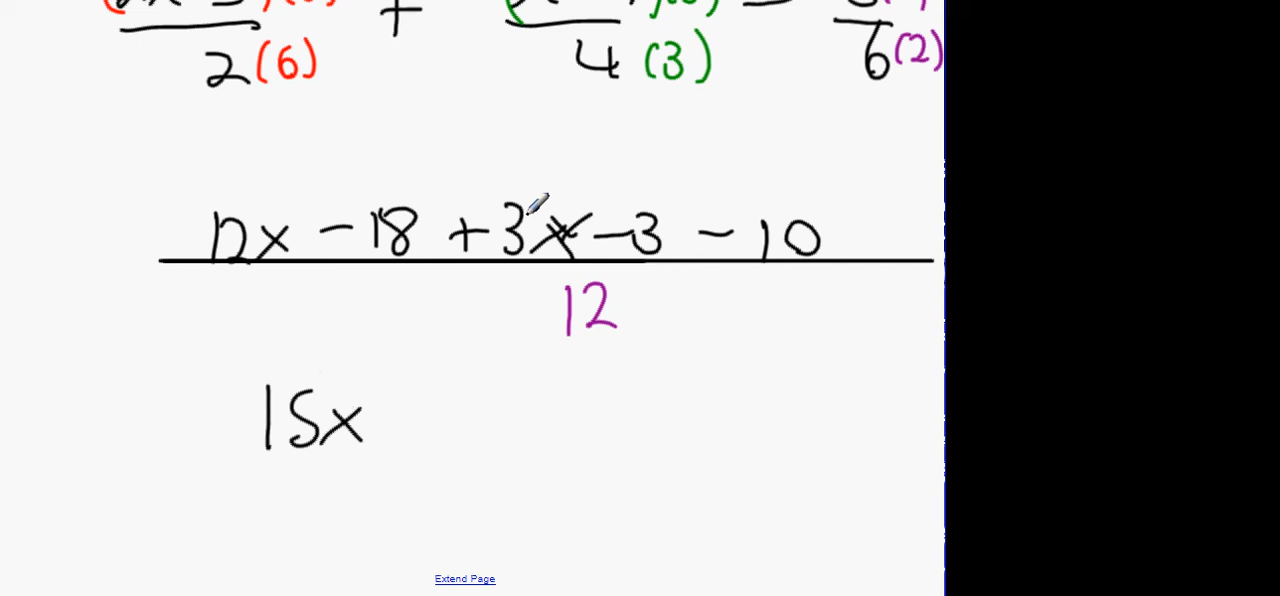 +
2(6) 4(3) 6(2)
12x - 18 + 3x - 3 - 10
12
15x
Extend Page